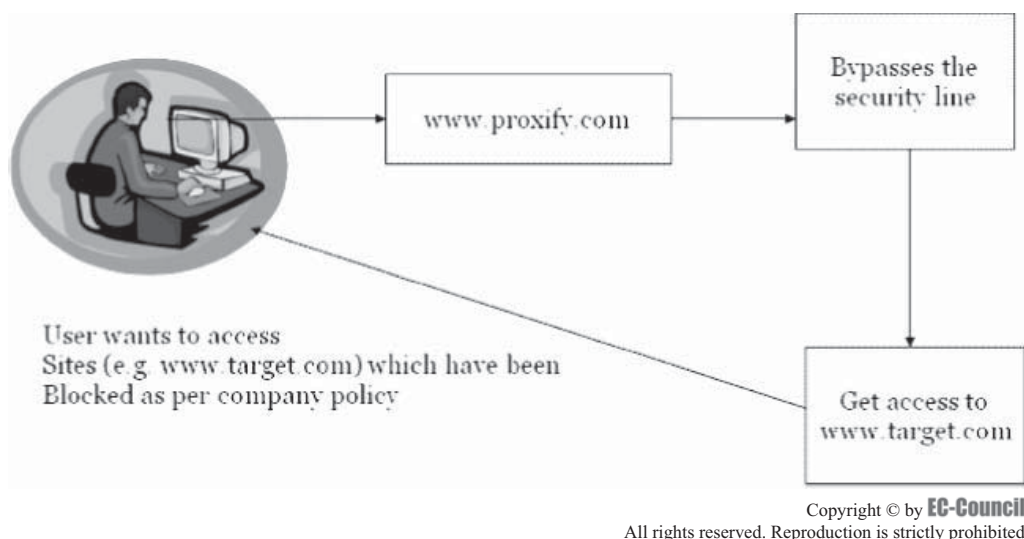 www.proxify.com
Bypasses the
security line
User wants to access
Sites (e.g. www.target.com) which have been
Blocked as per company policy
Get access to
www.target.com
Copyright © by EC-Council
All rights reserved. Reproduction is strictly prohibited